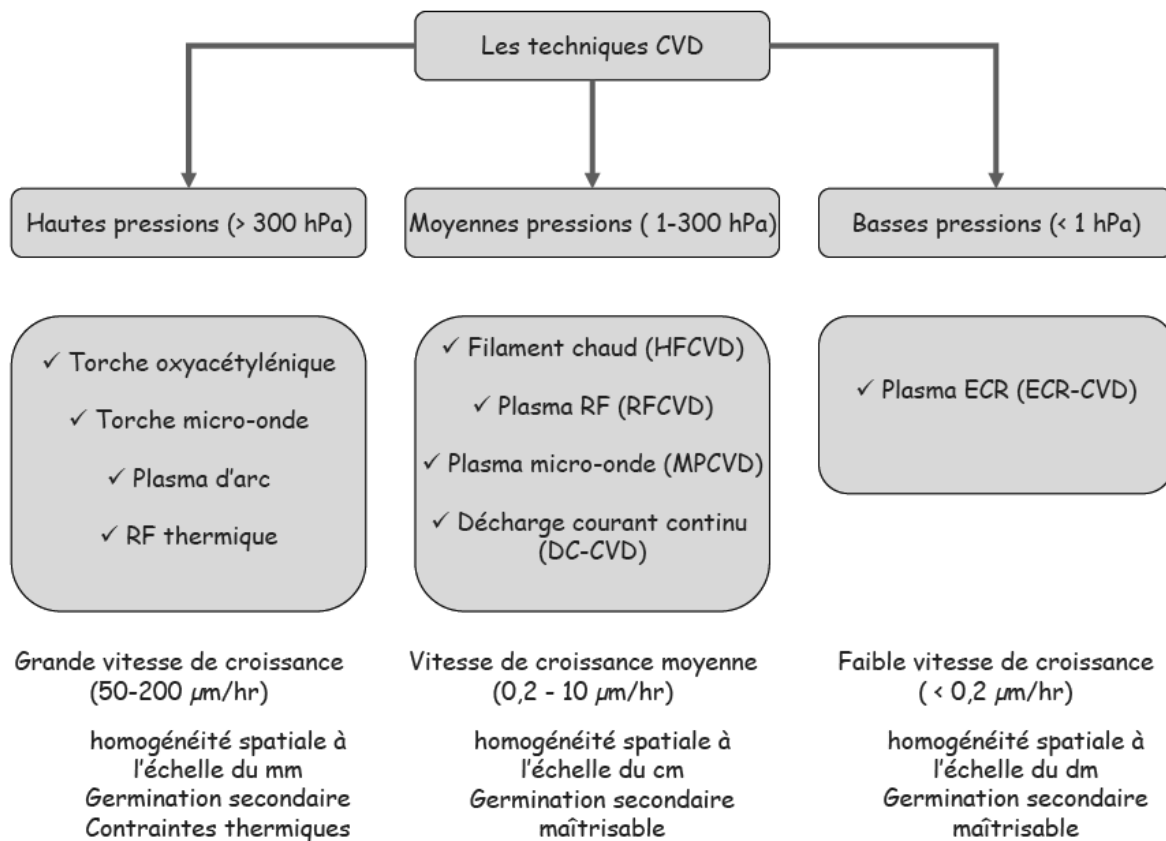 Les techniques CVD
Hautes pressions (> 300 hPa)
Moyennes pressions ( 1-300 hPa)
Basses pressions (< 1 hPa)
✓ Torche oxyacétylénique
✓ Torche micro-onde
✓ Plasma d'arc
✓ RF thermique
✓ Filament chaud (HFCVD)
✓ Plasma RF (RFCVD)
✓ Plasma micro-onde (MPCVD)
✓ Décharge courant continu
(DC-CVD)
✓ Plasma ECR (ECR-CVD)
Grande vitesse de croissance
(50-200 µm/hr)
homogénéité spatiale à
l'échelle du mm
Germination secondaire
Contraintes thermiques
Vitesse de croissance moyenne
(0,2 - 10 µm/hr)
homogénéité spatiale à
l'échelle du cm
Germination secondaire
maîtrisable
Faible vitesse de croissance
( < 0,2 µm/hr)
homogénéité spatiale à
l'échelle du dm
Germination secondaire
maîtrisable